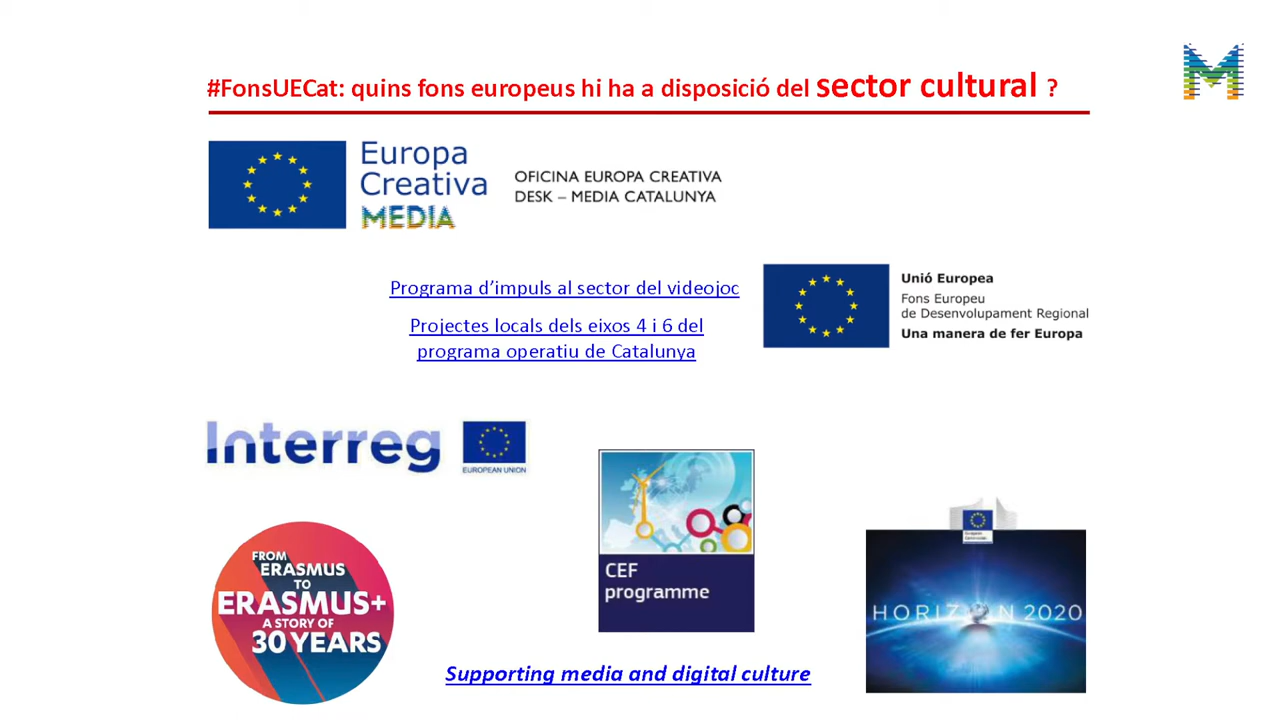 #FonsUECat: quins fons europeus hi ha a disposició del sector cultural ?
Europa
Creativa
MEDIA
OFICINA EUROPA CREATIVA
DESK – MEDIA CATALUNYA
Programa d’impuls al sector del videojoc
Projectes locals dels eixos 4 i 6 del
programa operatiu de Catalunya
Unió Europea
Fons Europeu
de Desenvolupament Regional
Una manera de fer Europa
Interreg
EUROPEAN UNION
CEF
programme
FROM
ERASMUS
TO
ERASMUS+
A STORY OF
30 YEARS
HORIZON 2020
Supporting media and digital culture